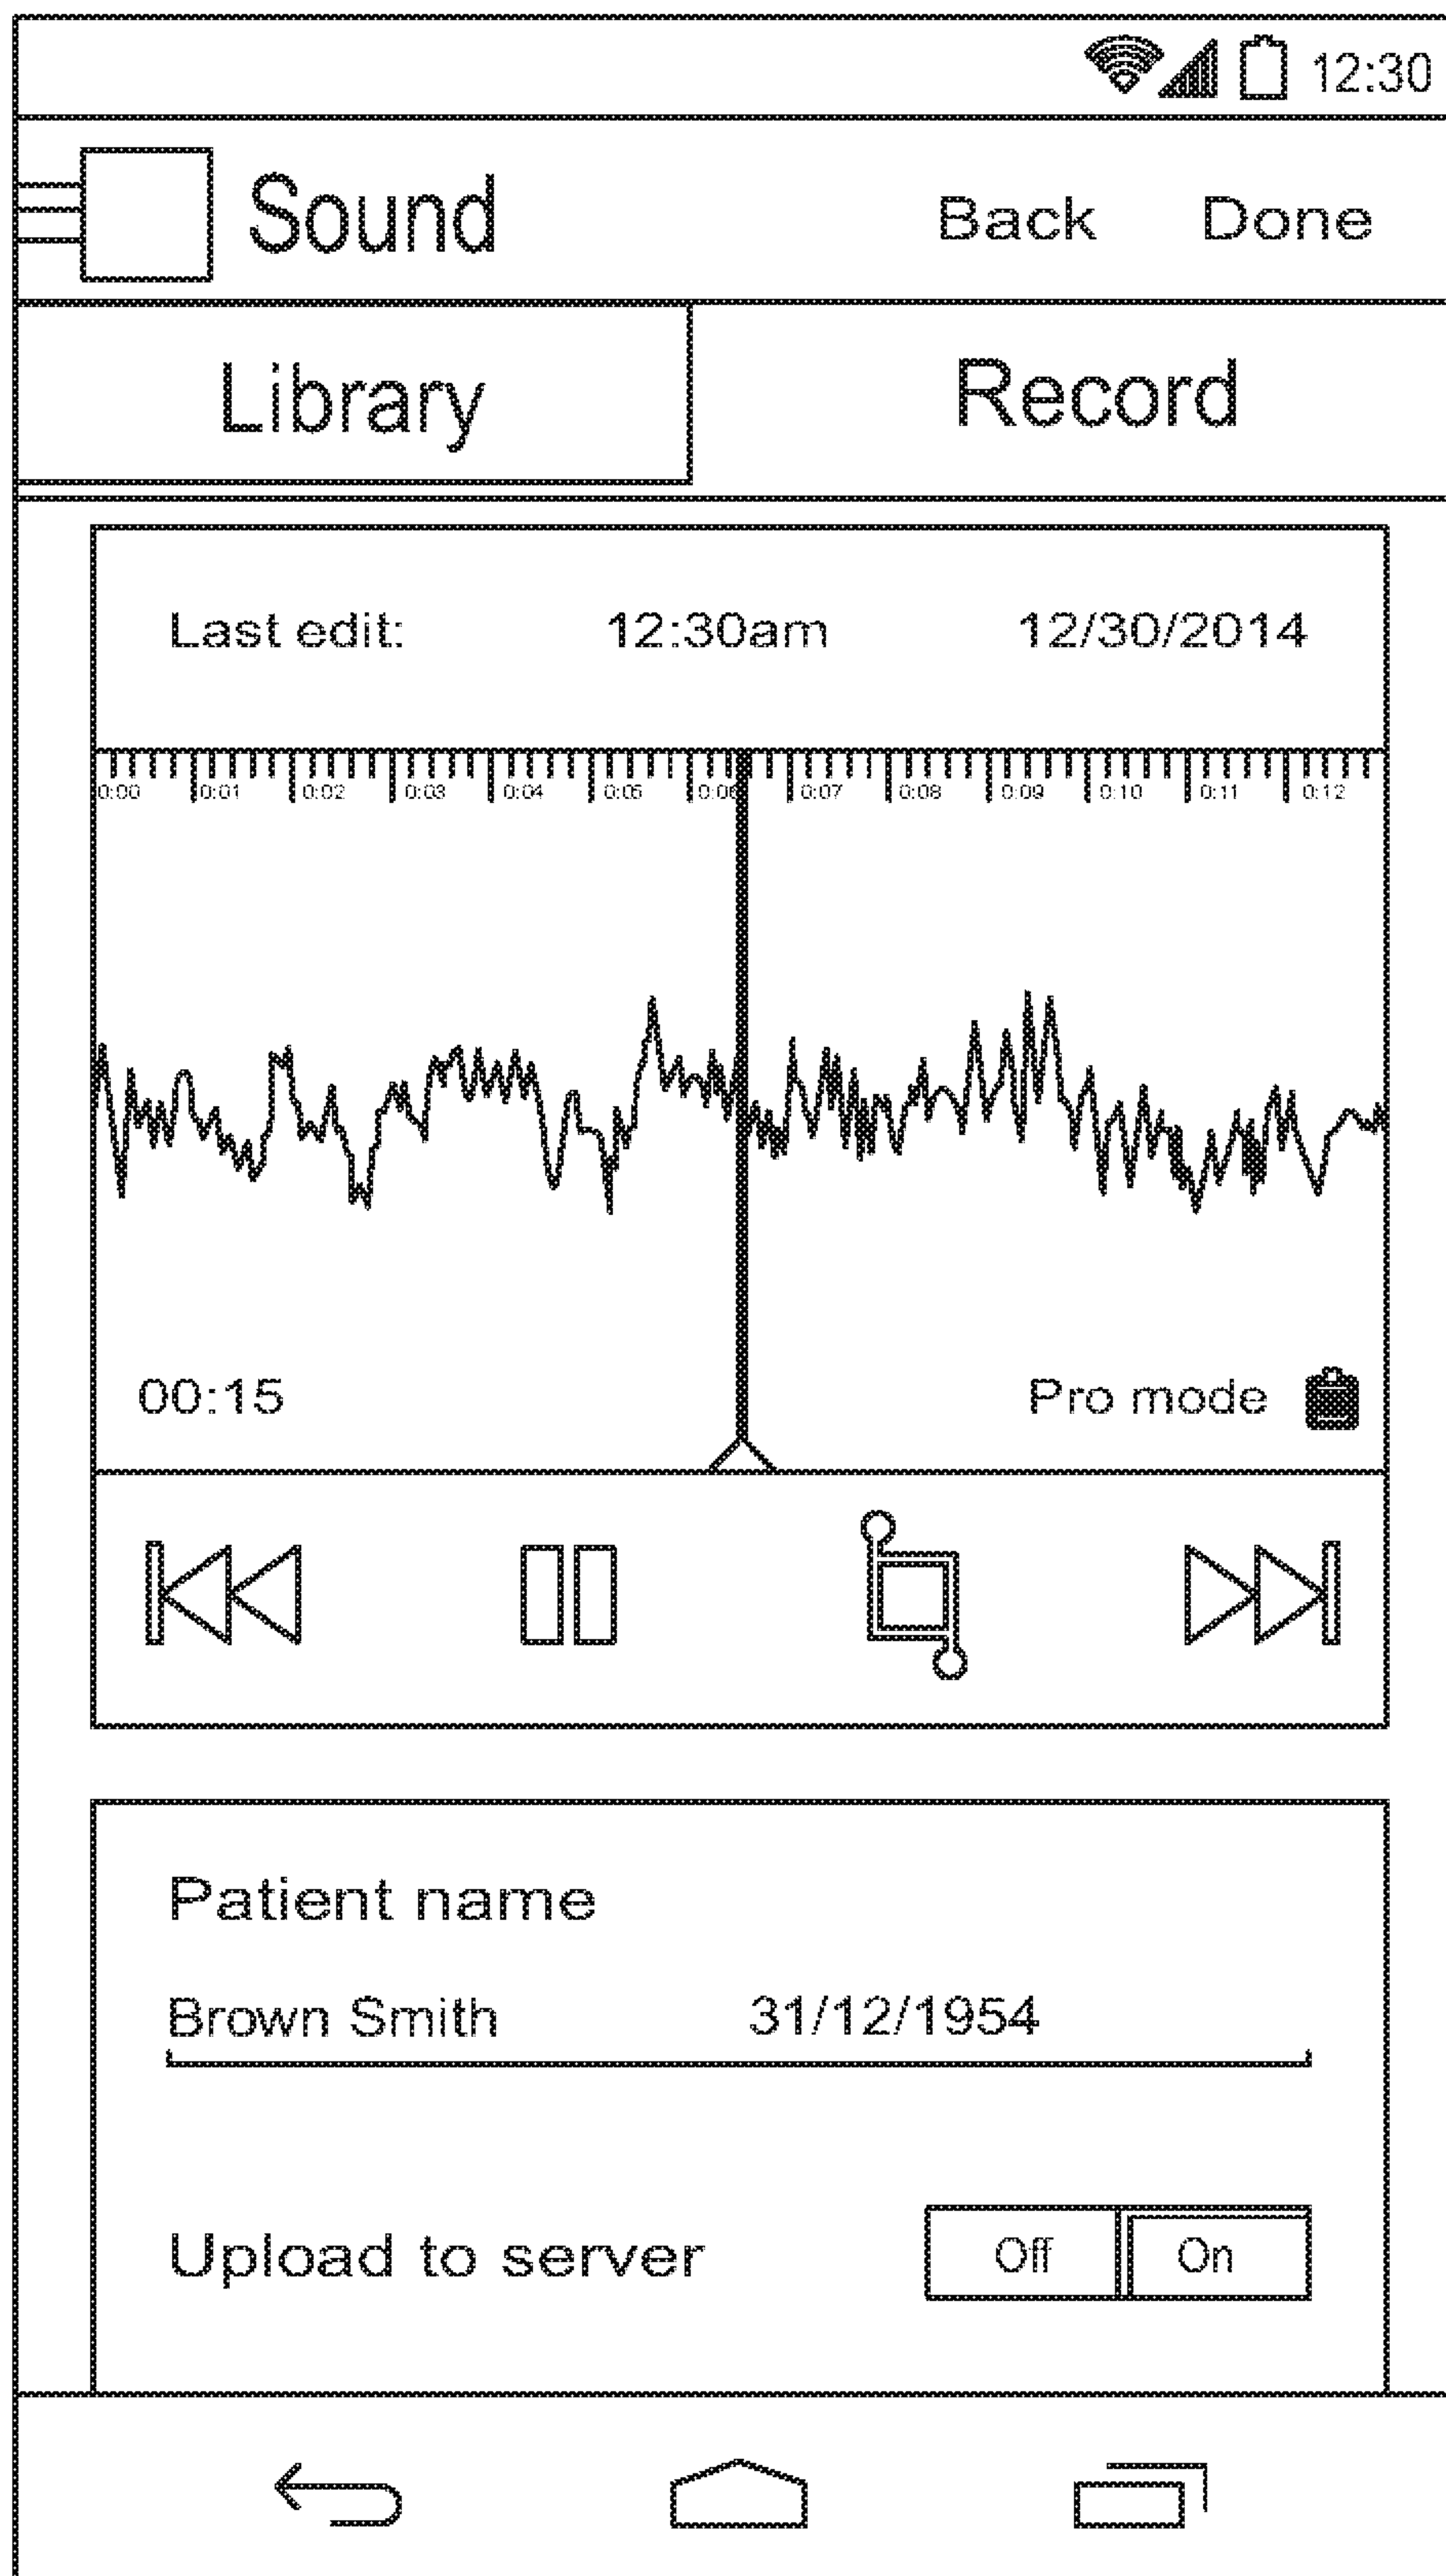 12:30
Sound Back Done
Library Record
Last edit: 12:30am 12/30/2014
0:00 0:01 0:02 0:03 0:04 0:05 0:06 0:07 0:08 0:09 0:10 0:11 0:12
00:15 Pro mode
Patient name
Brown Smith 31/12/1954
Upload to server Off On